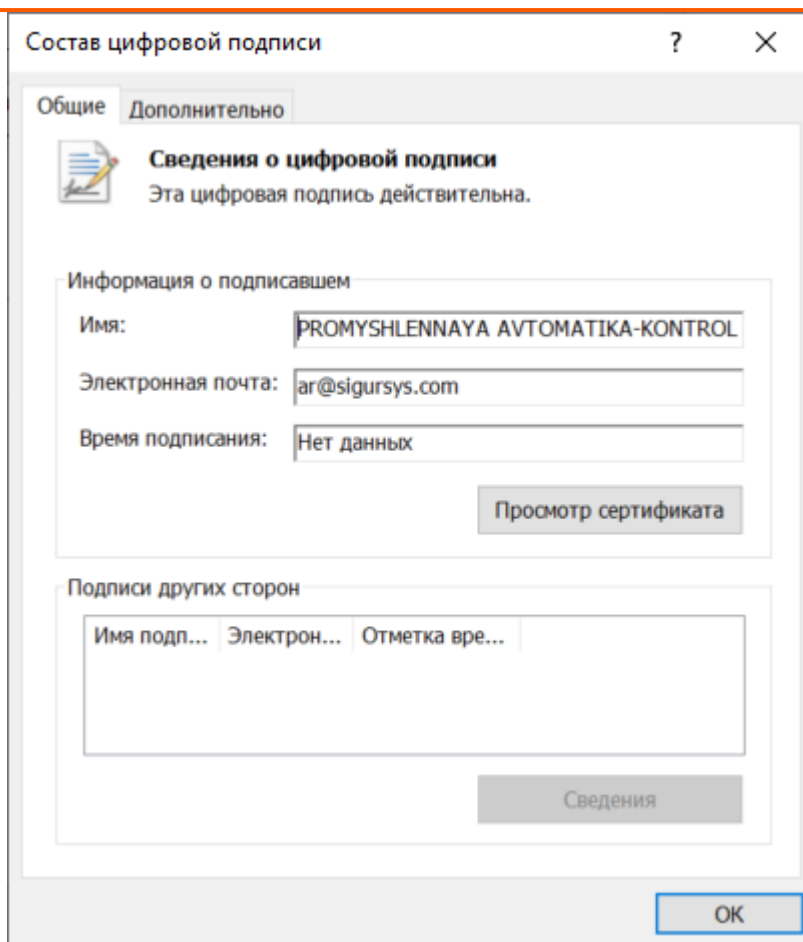 Состав цифровой подписи
Общие
Дополнительно
Сведения о цифровой подписи
Эта цифровая подпись действительна.
Информация о подписавшем
Имя:
PROMYSHLENNAYA AVTOMATIKA-KONTROL
Электронная почта:
ar@sigursys.com
Время подписания:
Нет данных
Просмотр сертификата
Подписи других сторон
Имя подп... Электрон... Отметка вре...
Сведения
ОК